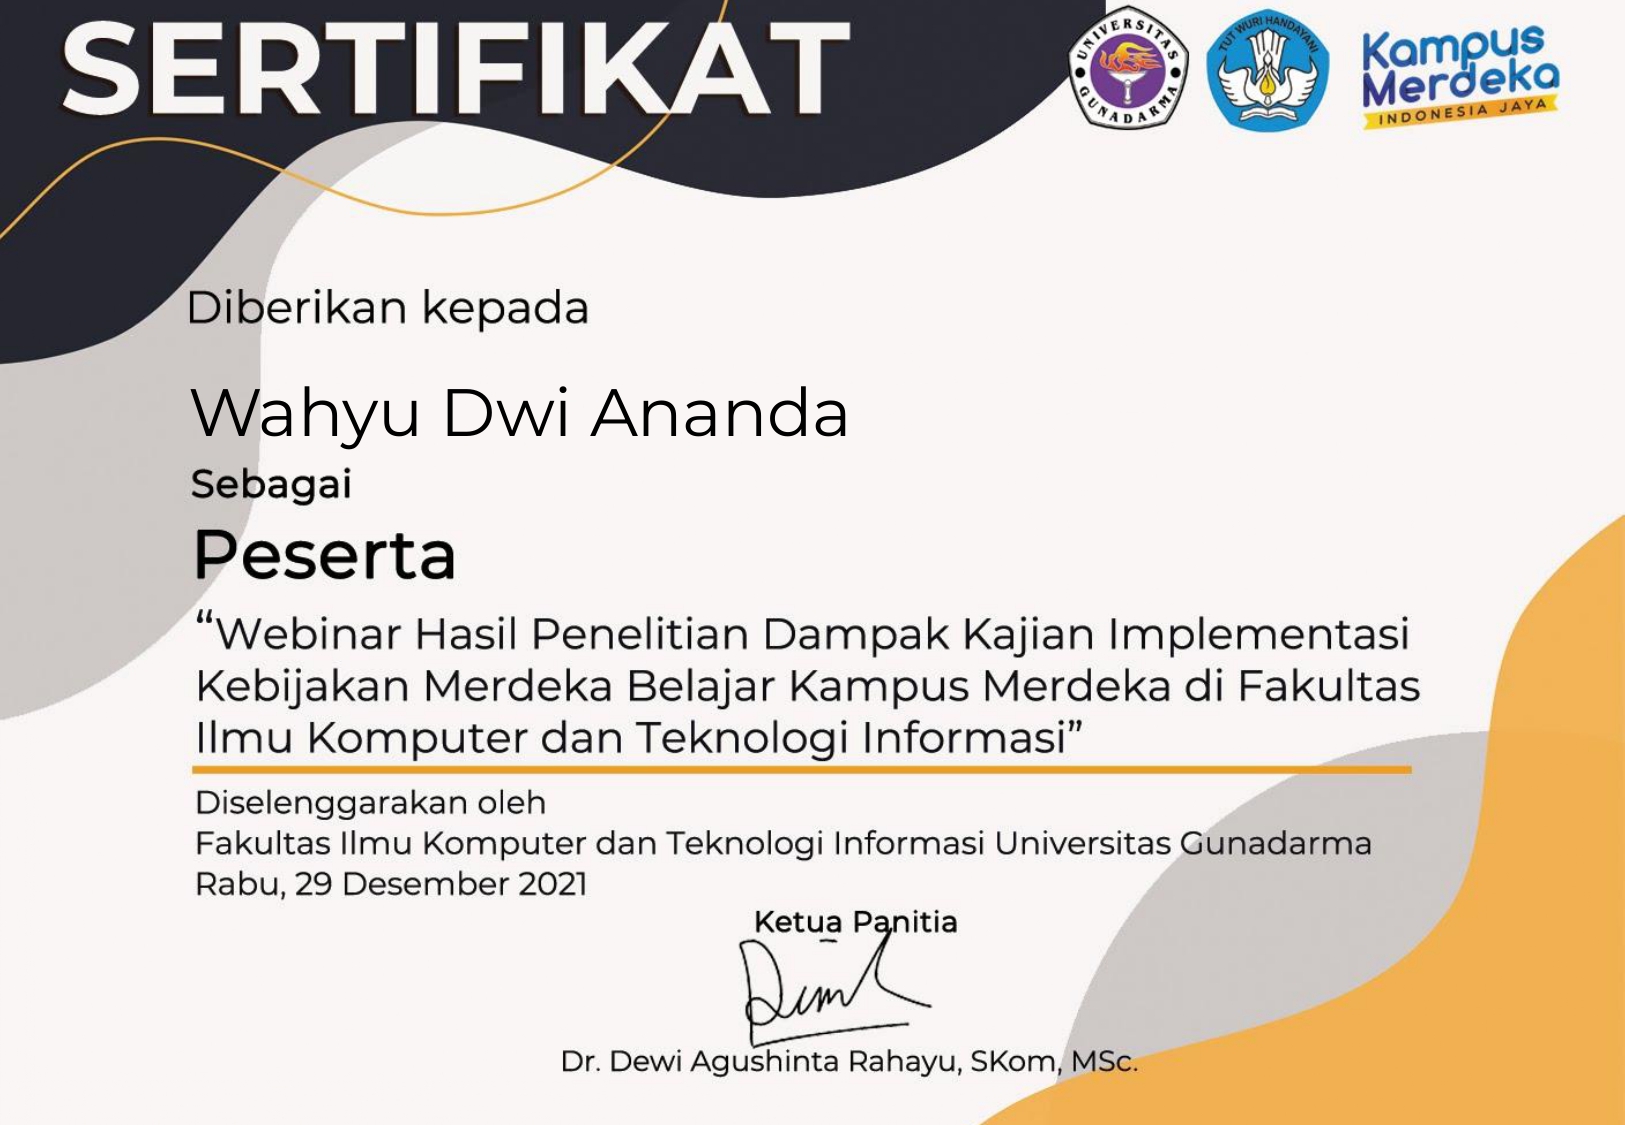 SERTIFIKAT
UNIVERSITAS GUNADARMA
TUT WURI HANDAYANI
Kampus
Merdeka
INDONESIA JAYA
Diberikan kepada
Wahyu Dwi Ananda
Sebagai
Peserta
“Webinar Hasil Penelitian Dampak Kajian Implementasi
Kebijakan Merdeka Belajar Kampus Merdeka di Fakultas
Ilmu Komputer dan Teknologi Informasi”
Diselenggarakan oleh
Fakultas Ilmu Komputer dan Teknologi Informasi Universitas Gunadarma
Rabu, 29 Desember 2021
Ketua Panitia
Dr. Dewi Agushinta Rahayu, SKom, MSc.